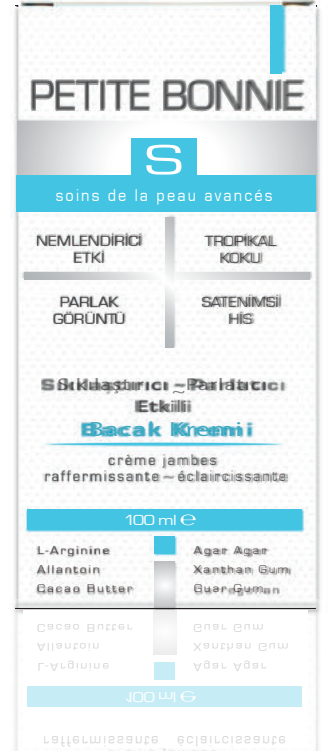 PETITE BONNIE
S
soins de la peau avancés
NEMLENDİRİCİ
ETKİ
TROPİKAL
KOKU
PARLAK
GÖRÜNTÜ
SATENİMSİ
HİS
Sıkılaştırıcı ~ Parlatıcı
Etkili
Bacak Kremi
crème jambes
raffermissante ~ éclaircissante
100 ml ℮
L-Arginine
Allantoin
Cacao Butter
Agar Agar
Xanthan Gum
Guar Gum